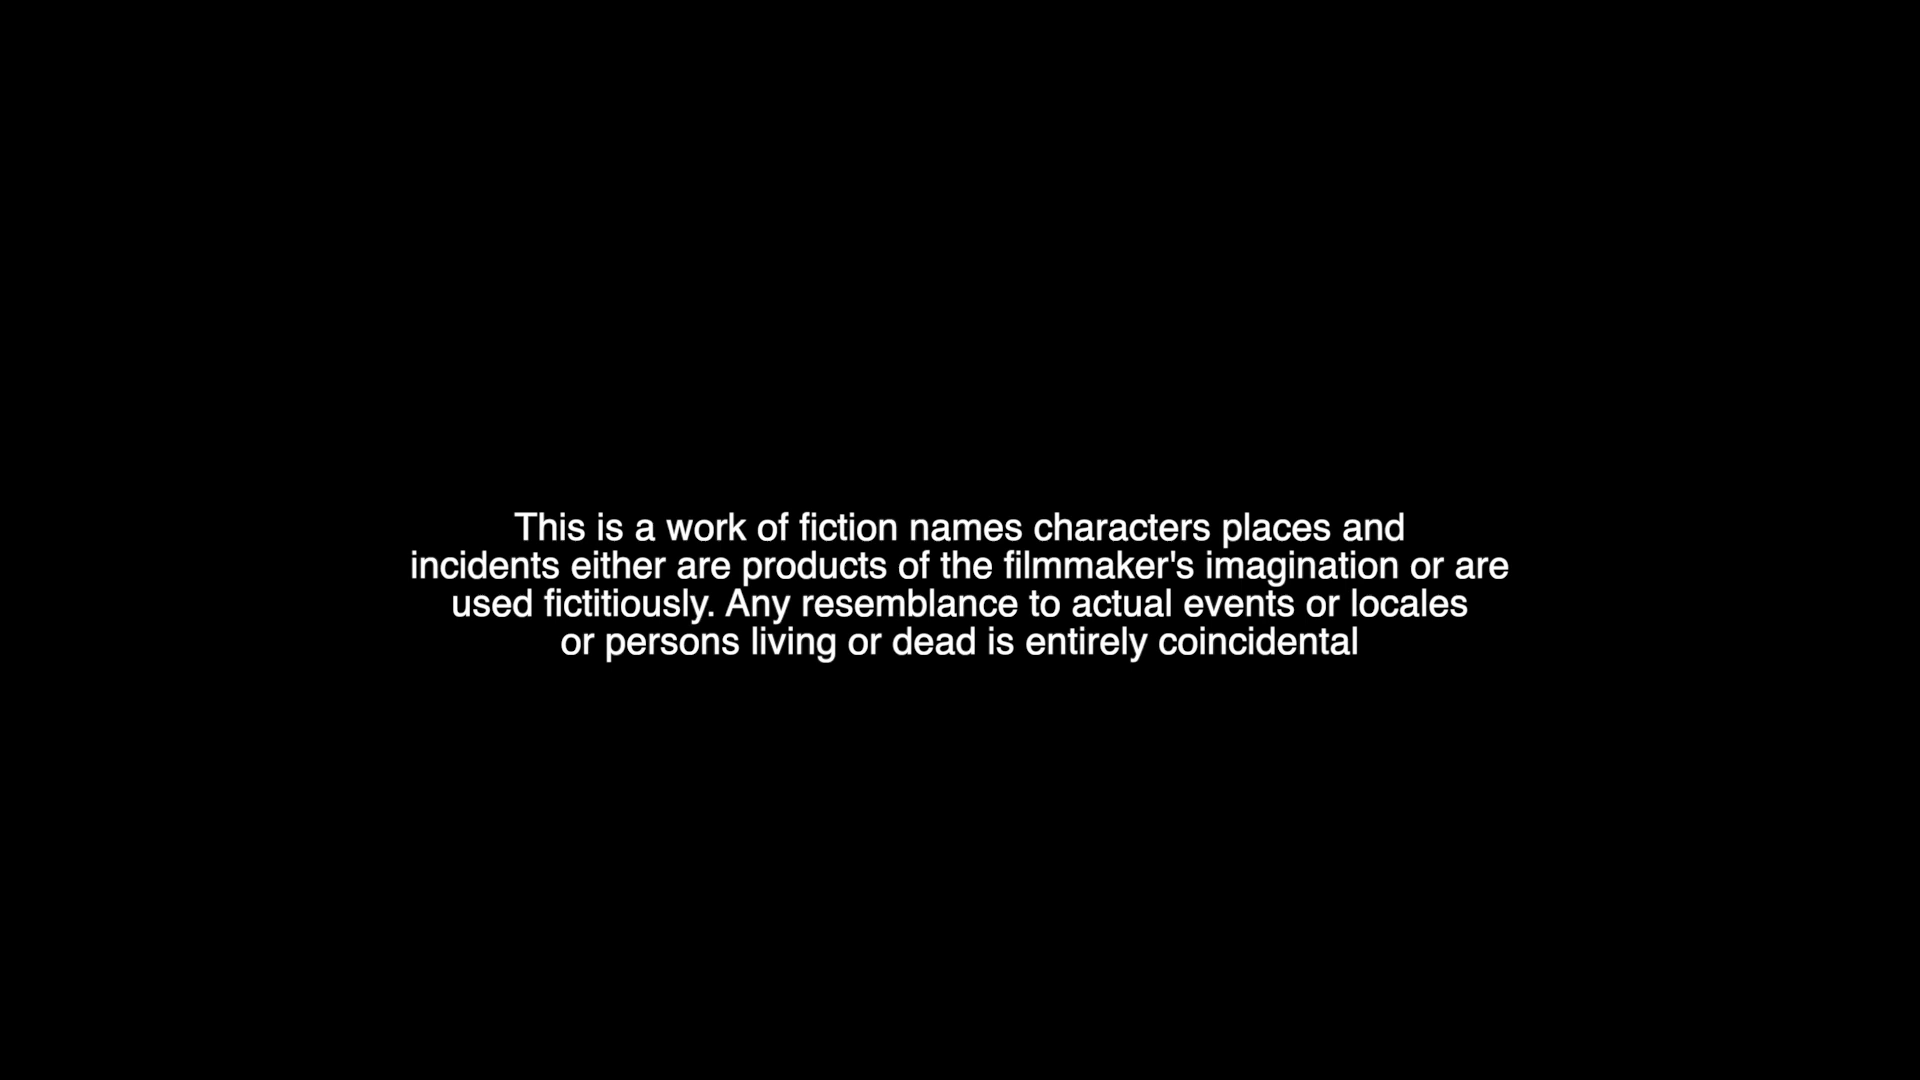 This is a work of fiction names characters places and
incidents either are products of the filmmaker's imagination or are
used fictitiously. Any resemblance to actual events or locales
or persons living or dead is entirely coincidental